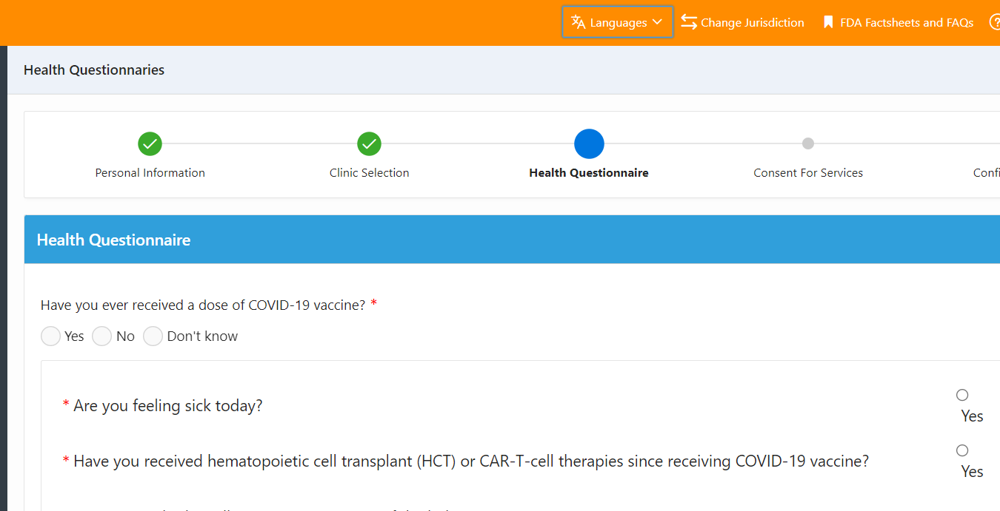 Languages Change Jurisdiction FDA Factsheets and FAQs
Health Questionnaries
Personal Information Clinic Selection Health Questionnaire Consent For Services
Health Questionnaire
Have you ever received a dose of COVID-19 vaccine? *
Yes No Don't know
* Are you feeling sick today?
Yes
* Have you received hematopoietic cell transplant (HCT) or CAR-T-cell therapies since receiving COVID-19 vaccine?
Yes